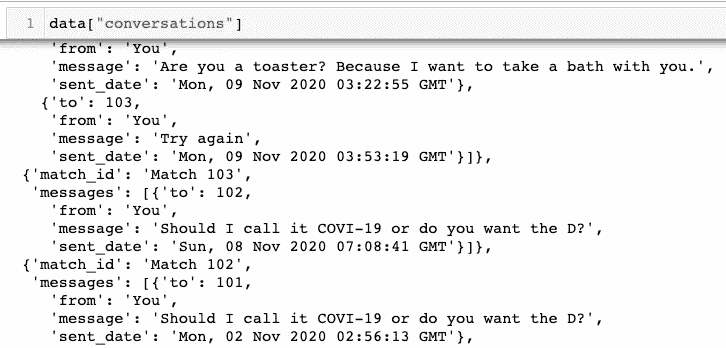 1 data["conversations"]
'from': 'You',
'message': 'Are you a toaster? Because I want to take a bath with you.',
'sent_date': 'Mon, 09 Nov 2020 03:22:55 GMT'},
{'to': 103,
'from': 'You',
'message': 'Try again',
'sent_date': 'Mon, 09 Nov 2020 03:53:19 GMT'}]},
{'match_id': 'Match 103',
'messages': [{'to': 102,
'from': 'You',
'message': 'Should I call it COVI-19 or do you want the D?',
'sent_date': 'Sun, 08 Nov 2020 07:08:41 GMT'}]},
{'match_id': 'Match 102',
'messages': [{'to': 101,
'from': 'You',
'message': 'Should I call it COVI-19 or do you want the D?',
'sent_date': 'Mon, 02 Nov 2020 02:56:13 GMT'},